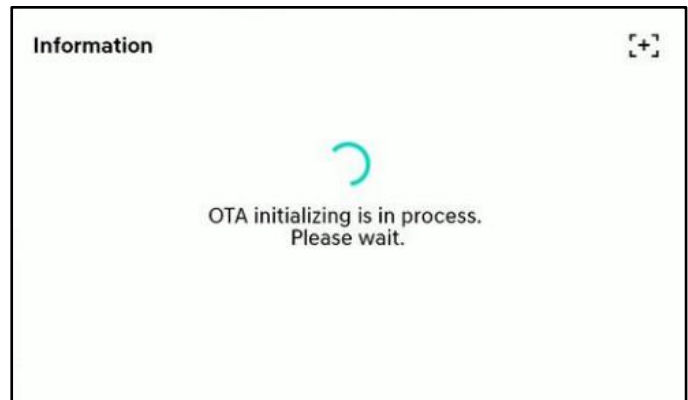 Information
OTA initializing is in process.
Please wait.